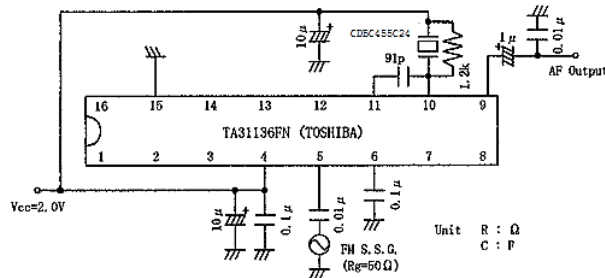 10μ
CDBC455C24
91p
1.2k
1μ
0.01μ
AF Output
16 15 14 13 12 11 10 9
TA31136FN (TOSHIBA)
1 2 3 4 5 6 7 8
Vcc=2.0V
10μ
0.1μ
0.01μ
0.1μ
FM S.S.G.
(Rg=50Ω)
Unit R : Ω
C : F